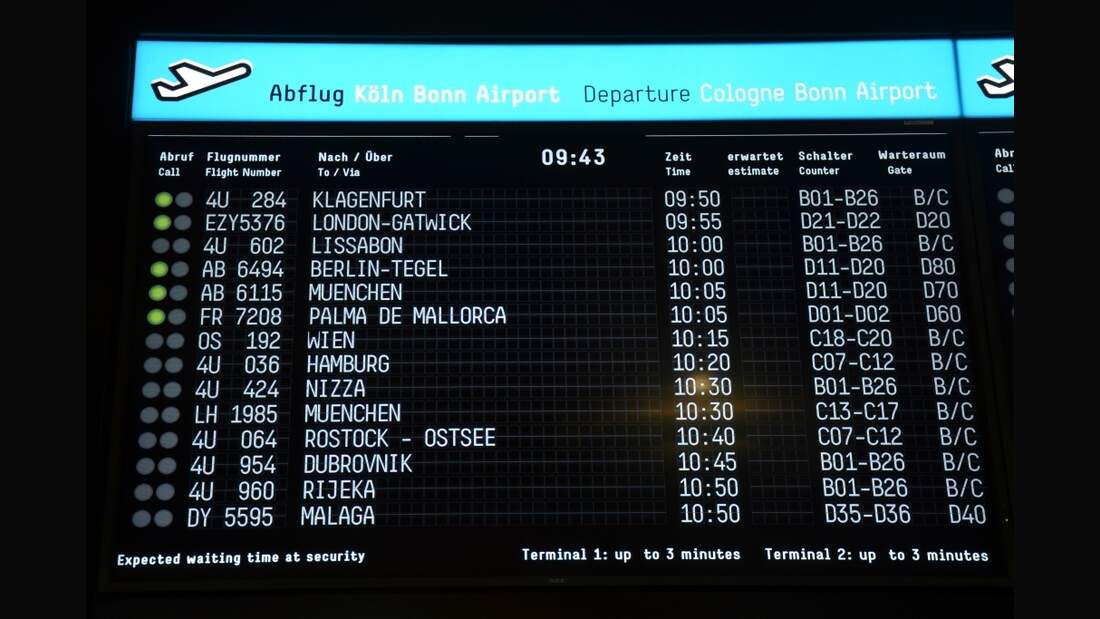 Abflug Köln Bonn Airport Departure Cologne Bonn Airport
Abruf Flugnummer Nach / Über 09:43 Zeit erwartet Schalter Warteraum
Call Flight Number To / Via Time estimate Counter Gate
4U 284 KLAGENFURT 09:50 B01-B26 B/C
EZY5376 LONDON-GATWICK 09:55 D21-D22 D20
4U 602 LISSABON 10:00 B01-B26 B/C
AB 6494 BERLIN-TEGEL 10:00 D11-D20 D80
AB 6115 MUENCHEN 10:05 D11-D20 D70
FR 7208 PALMA DE MALLORCA 10:05 D01-D02 D60
OS 192 WIEN 10:15 C18-C20 B/C
4U 036 HAMBURG 10:20 C07-C12 B/C
4U 424 NIZZA 10:30 B01-B26 B/C
LH 1985 MUENCHEN 10:30 C13-C17 B/C
4U 064 ROSTOCK - OSTSEE 10:40 C07-C12 B/C
4U 954 DUBROVNIK 10:45 B01-B26 B/C
4U 960 RIJEKA 10:50 B01-B26 B/C
DY 5595 MALAGA 10:50 D35-D36 D40
Expected waiting time at security Terminal 1: up to 3 minutes Terminal 2: up to 3 minutes